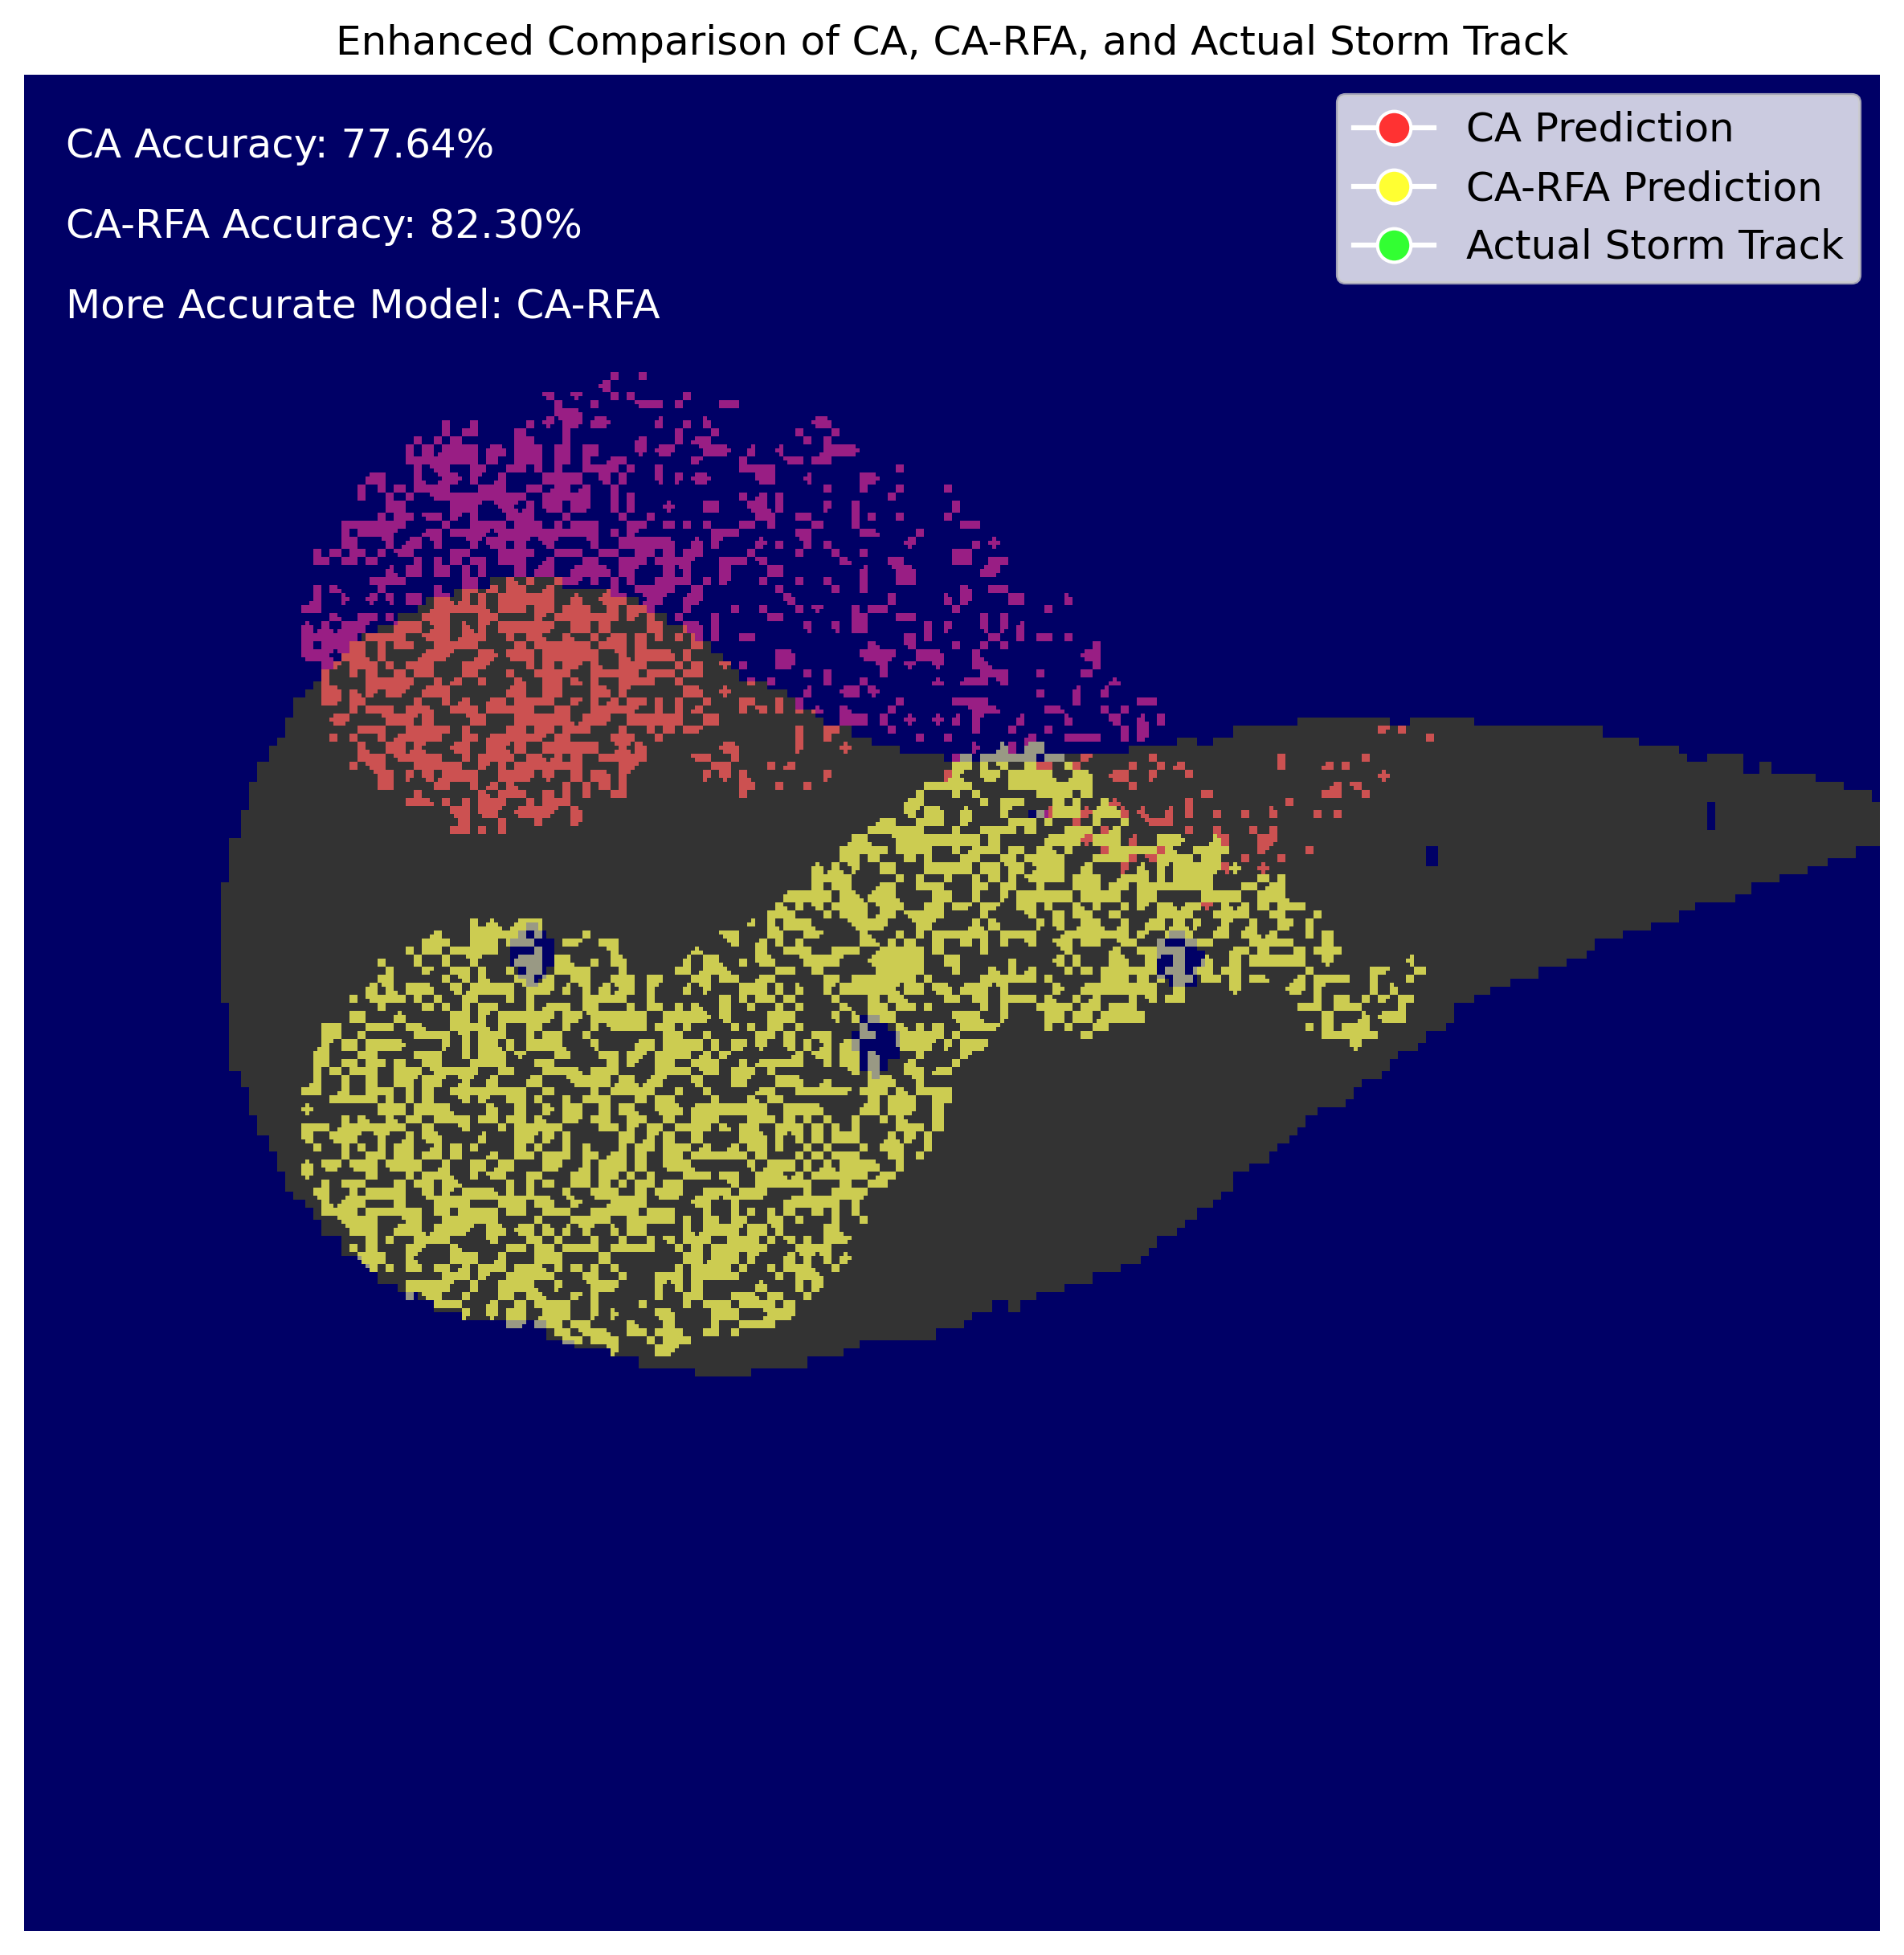 Enhanced Comparison of CA, CA-RFA, and Actual Storm Track
CA Accuracy: 77.64%
CA-RFA Accuracy: 82.30%
More Accurate Model: CA-RFA
CA Prediction
CA-RFA Prediction
Actual Storm Track